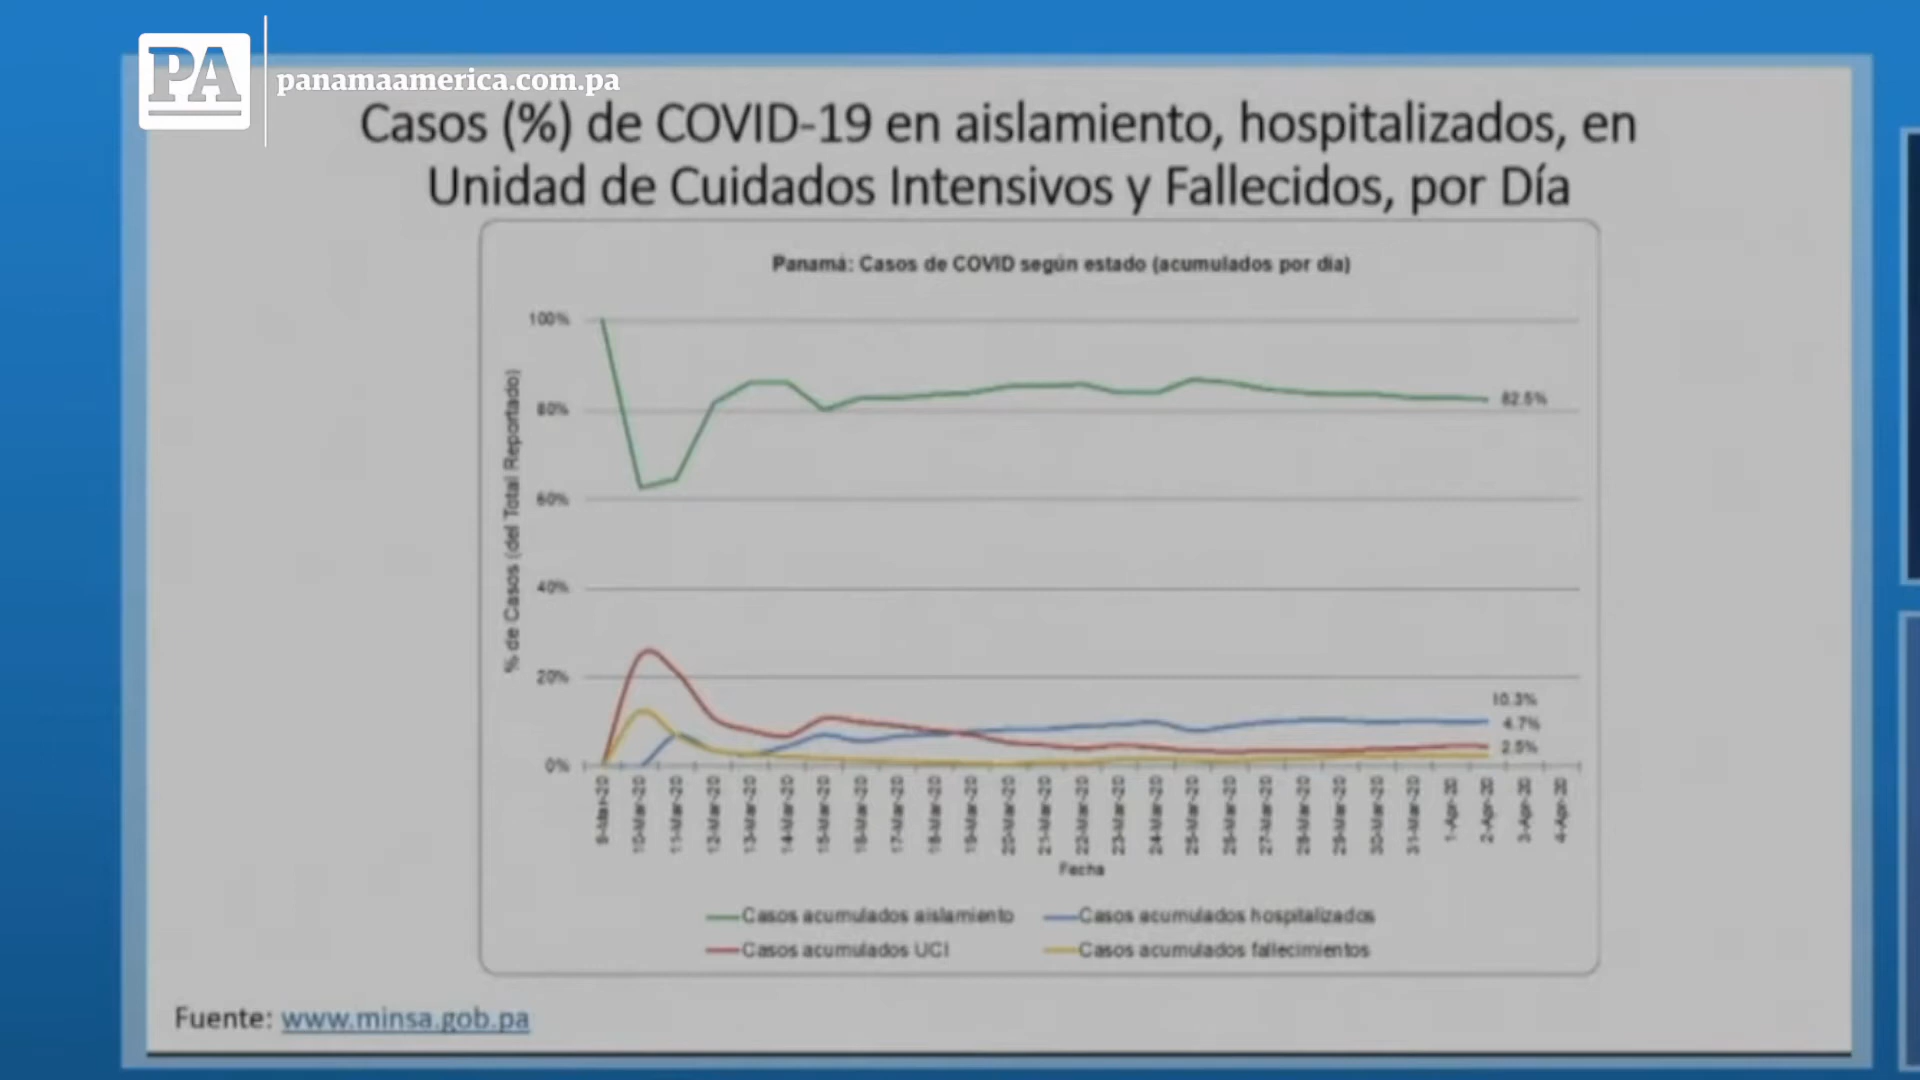 PA
panamaamerica.com.pa
Casos (%) de COVID-19 en aislamiento, hospitalizados, en
Unidad de Cuidados Intensivos y Fallecidos, por Día
Panamá: Casos de COVID según estado (acumulados por día)
% de Casos (del Total Reportado)
100%
80%
60%
40%
20%
0%
82.5%
10.3%
4.7%
2.5%
9-Mar-20
10-Mar-20
11-Mar-20
12-Mar-20
13-Mar-20
14-Mar-20
15-Mar-20
16-Mar-20
17-Mar-20
18-Mar-20
19-Mar-20
20-Mar-20
21-Mar-20
22-Mar-20
23-Mar-20
24-Mar-20
25-Mar-20
26-Mar-20
27-Mar-20
28-Mar-20
29-Mar-20
30-Mar-20
31-Mar-20
1-Apr-20
2-Apr-20
3-Apr-20
4-Apr-20
Fecha
Casos acumulados aislamiento
Casos acumulados hospitalizados
Casos acumulados UCI
Casos acumulados fallecimientos
Fuente: www.minsa.gob.pa